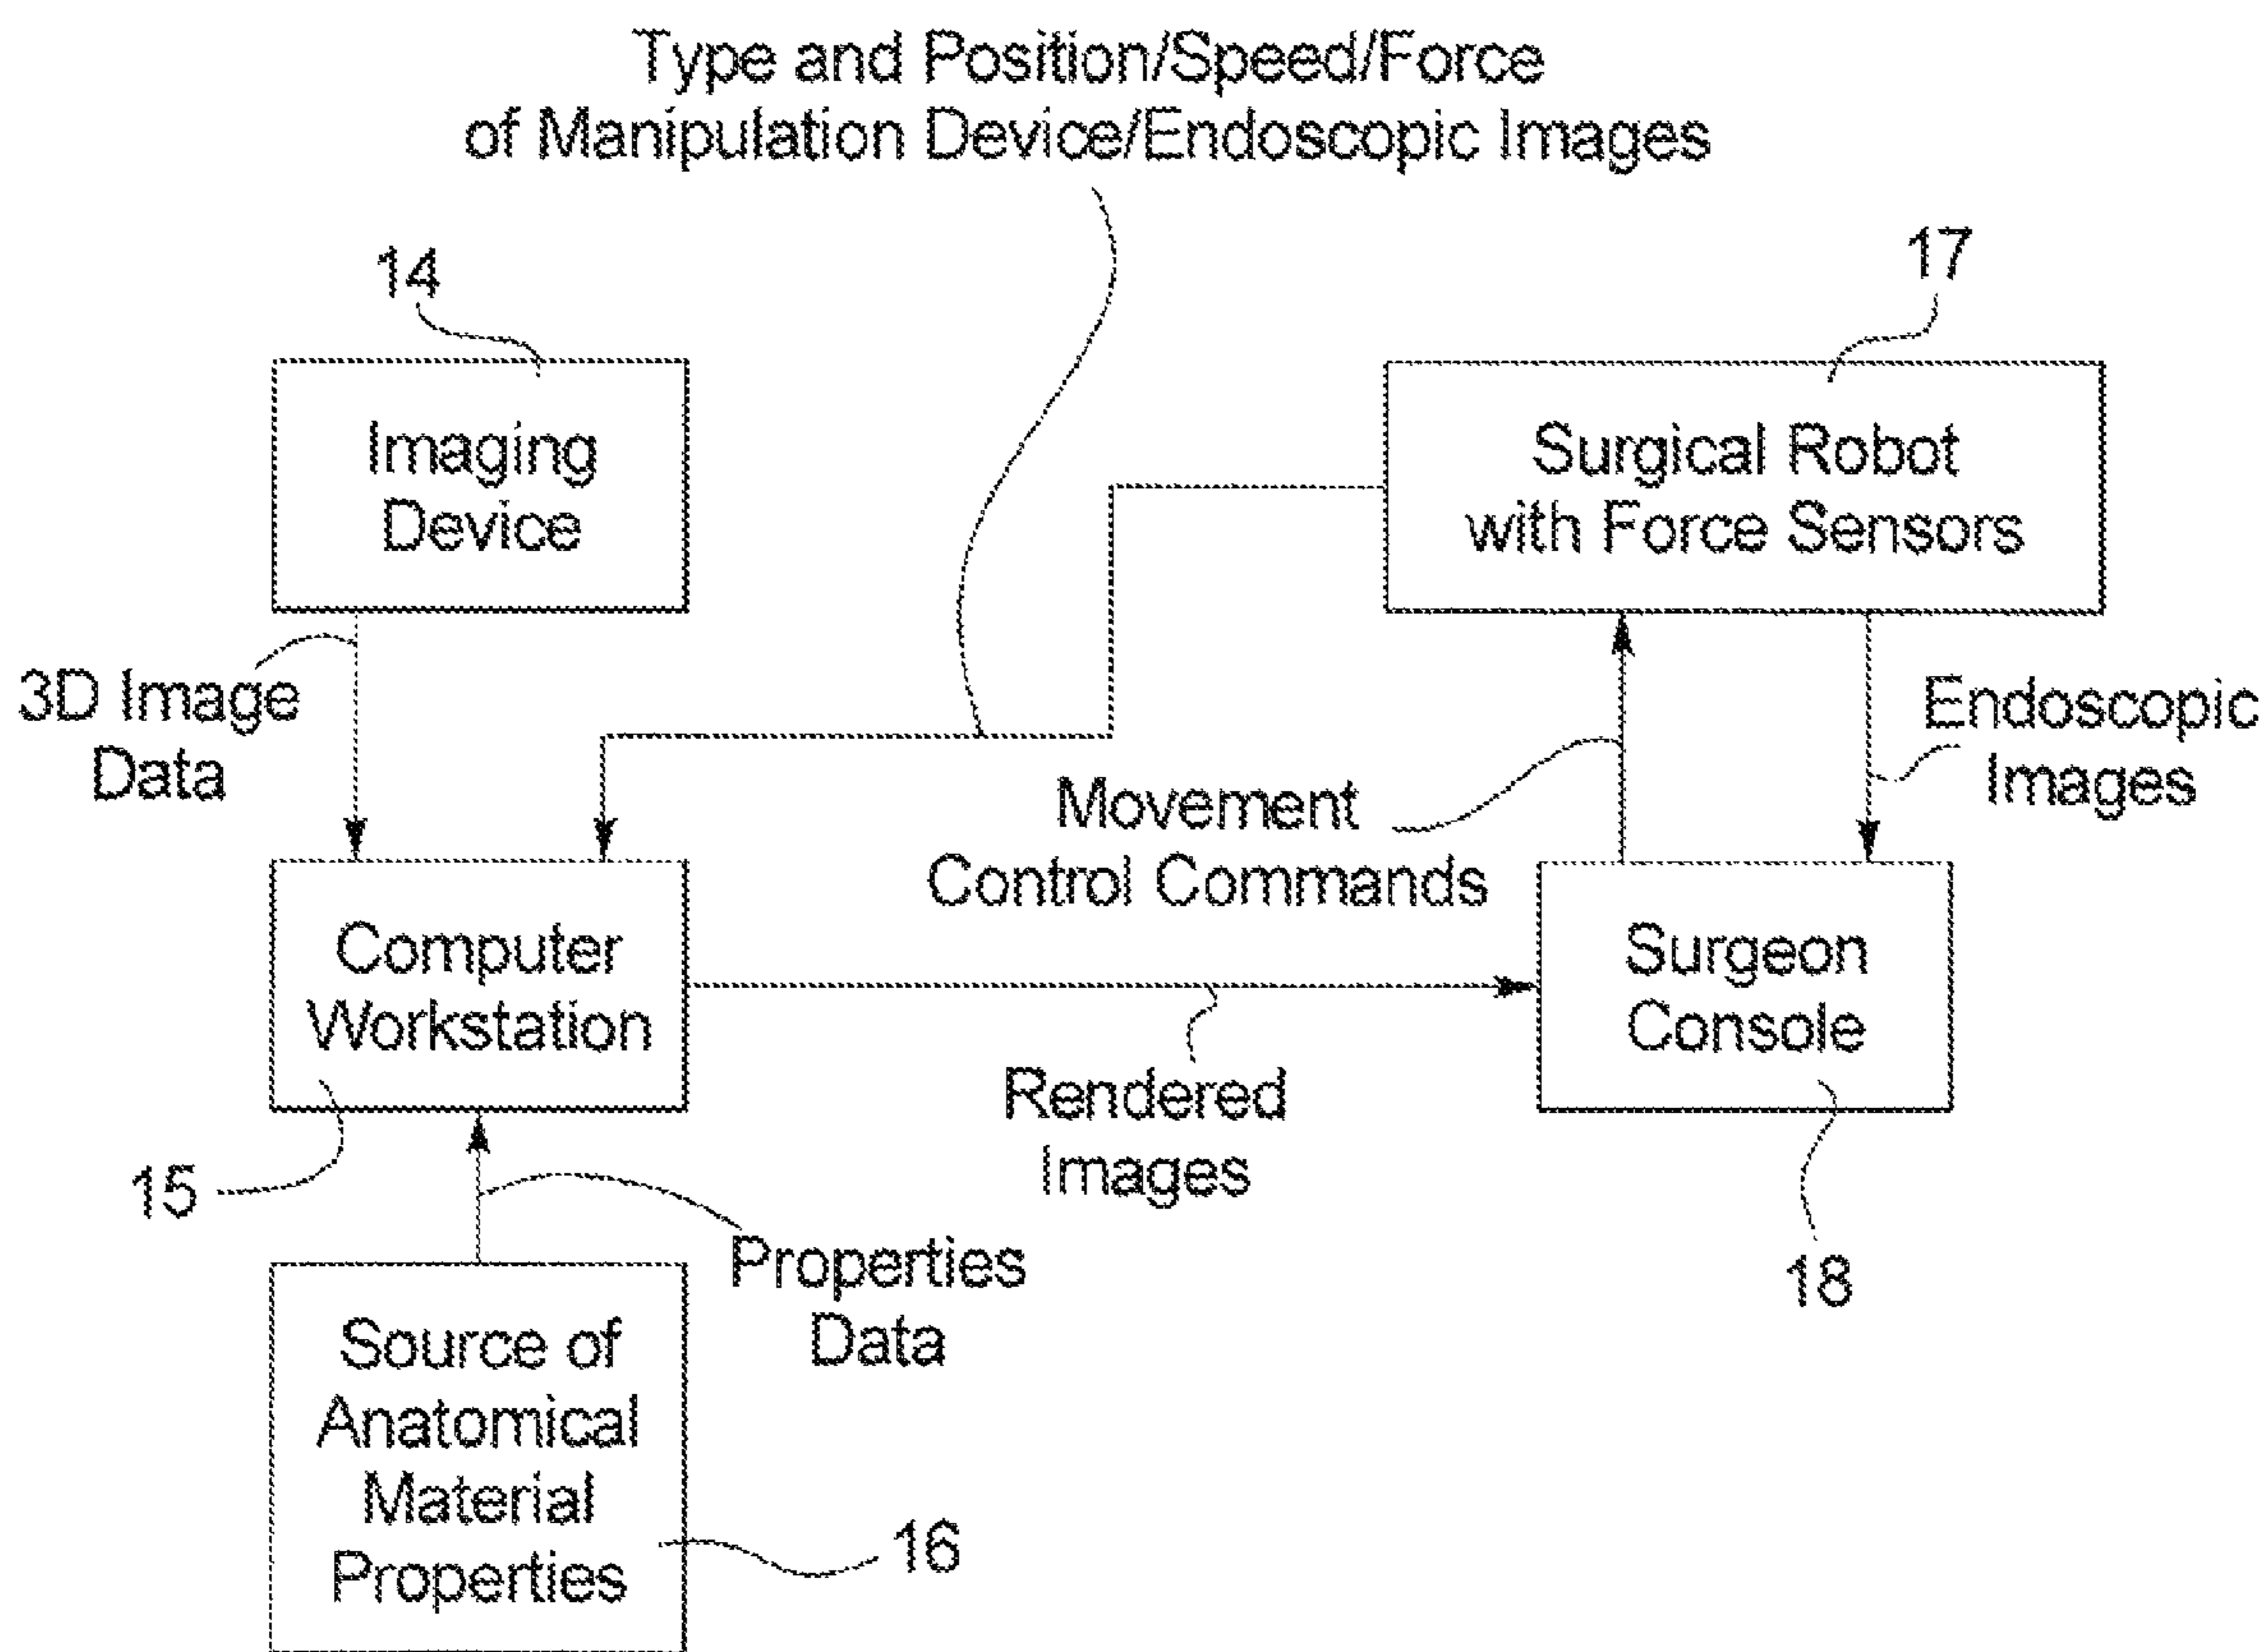 Type and Position/Speed/Force
of Manipulation Device/Endoscopic Images
14
17
Imaging
Device
Surgical Robot
with Force Sensors
3D Image
Data
Endoscopic
Images
Movement
Control Commands
Computer
Workstation
Surgeon
Console
Rendered
Images
15
18
Properties
Data
Source of
Anatomical
Material
Properties
16